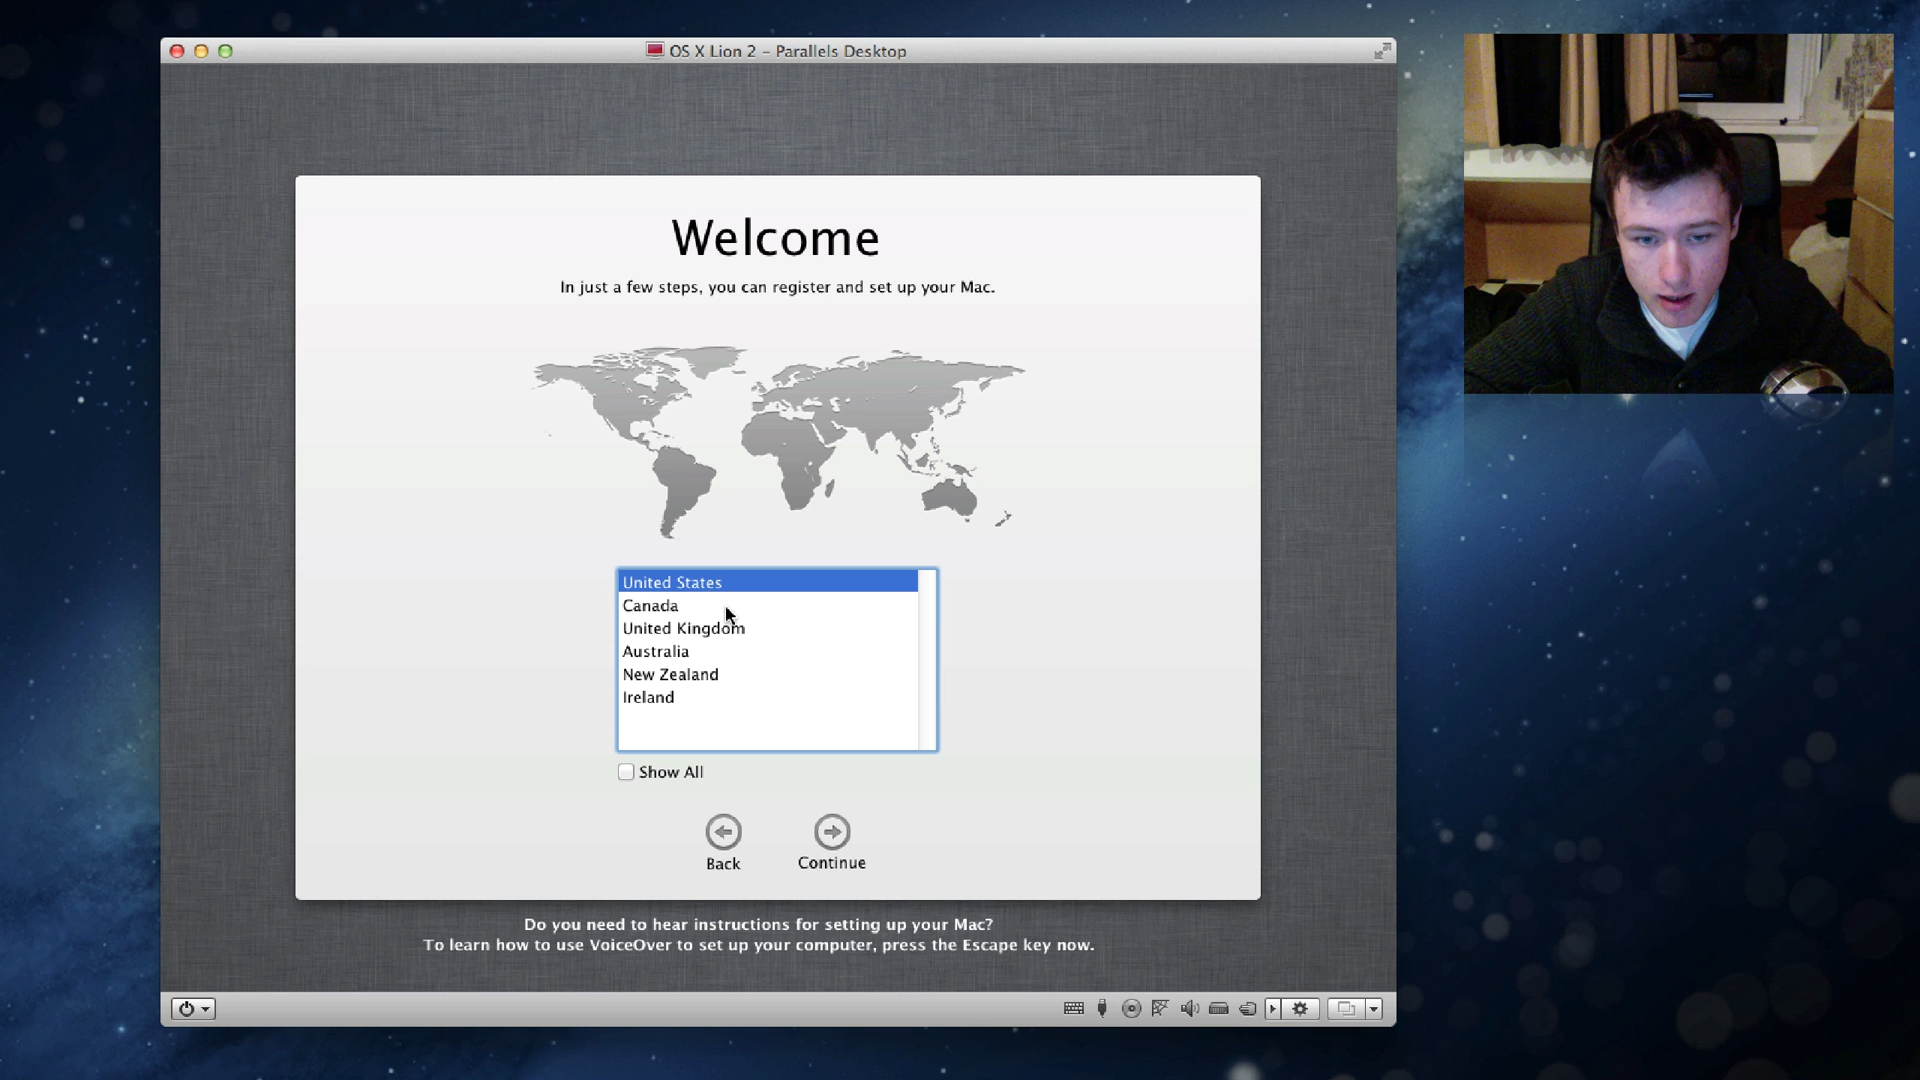 OS X Lion 2 - Parallels Desktop
Welcome
In just a few steps, you can register and set up your Mac.
United States
Canada
United Kingdom
Australia
New Zealand
Ireland
Show All
Back
Continue
Do you need to hear instructions for setting up your Mac?
To learn how to use VoiceOver to set up your computer, press the Escape key now.